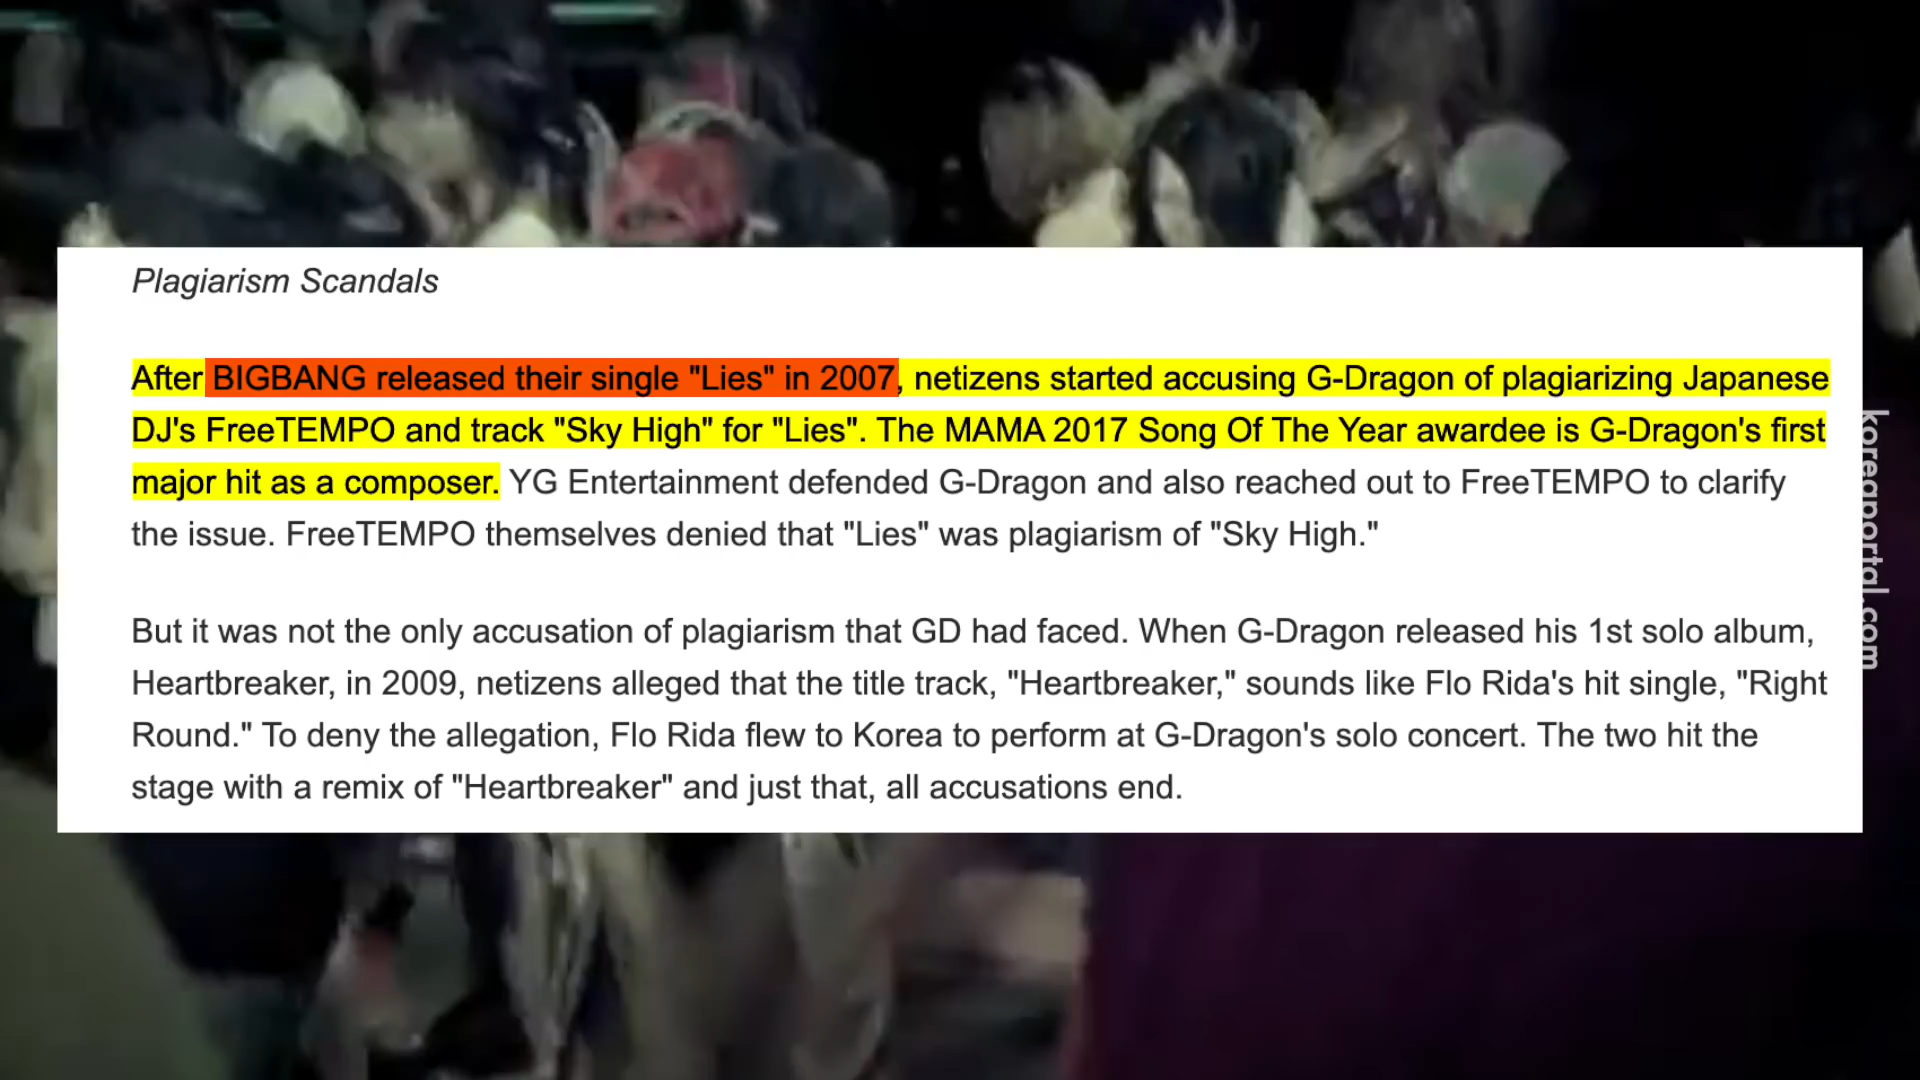 Plagiarism Scandals
After BIGBANG released their single "Lies" in 2007, netizens started accusing G-Dragon of plagiarizing Japanese
DJ's FreeTEMPO and track "Sky High" for "Lies". The MAMA 2017 Song Of The Year awardee is G-Dragon's first
major hit as a composer. YG Entertainment defended G-Dragon and also reached out to FreeTEMPO to clarify
the issue. FreeTEMPO themselves denied that "Lies" was plagiarism of "Sky High."
But it was not the only accusation of plagiarism that GD had faced. When G-Dragon released his 1st solo album,
Heartbreaker, in 2009, netizens alleged that the title track, "Heartbreaker," sounds like Flo Rida's hit single, "Right
Round." To deny the allegation, Flo Rida flew to Korea to perform at G-Dragon's solo concert. The two hit the
stage with a remix of "Heartbreaker" and just that, all accusations end.
koreaportal.com